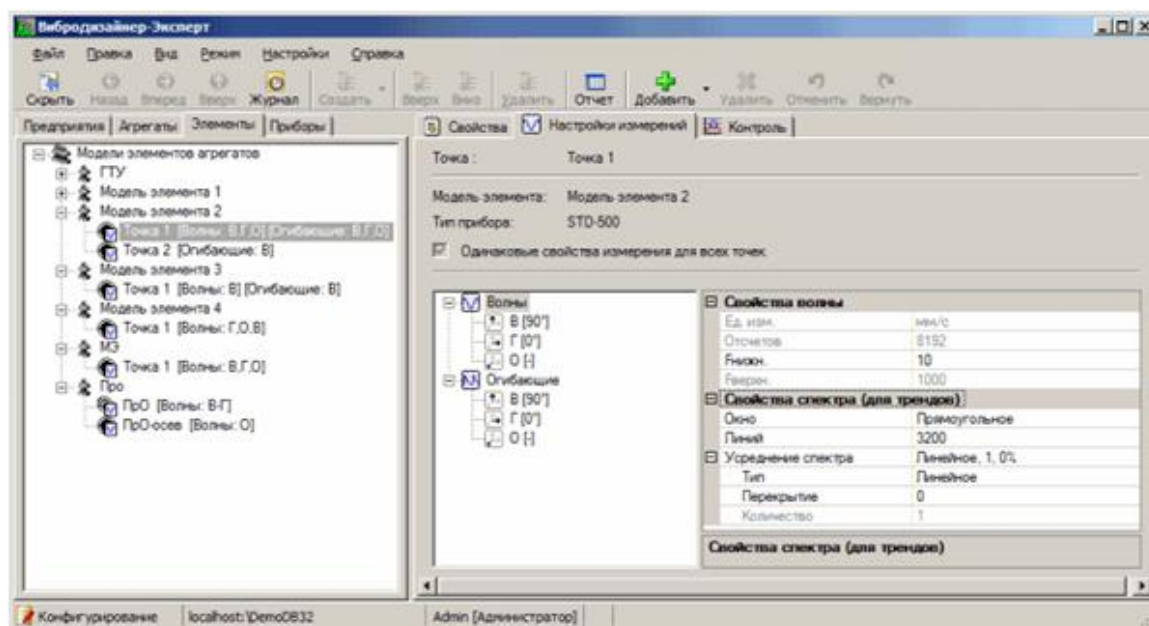 Вибродизайнер-Эксперт
Файл Правка Вид Режим Настройки Справка
Скрыть Назад Вперед Вверх Журнал Создать Вверх Вниз Удалить Отчет Добавить Удалить Отменить Вернуть
Предприятия Агрегаты Элементы Приборы
Модели элементов агрегатов
ГТУ
Модель элемента 1
Модель элемента 2
Точка 1 [Волны: В,Г,О] [Огибающие: В,Г,О]
Точка 2 [Огибающие: В]
Модель элемента 3
Точка 1 [Волны: В] [Огибающие: В]
Модель элемента 4
Точка 1 [Волны: Г,О,В]
МЭ
Точка 1 [Волны: В,Г,О]
Про
ПрО [Волны: В-Г]
ПрО-осев [Волны: О]
Свойства Настройки измерений Контроль
Точка : Точка 1
Модель элемента: Модель элемента 2
Тип прибора: STD-500
Одинаковые свойства измерения для всех точек
Волны
В [90°]
Г [0°]
О [-]
Огибающие
В [90°]
Г [0°]
О [-]
Свойства волны
Ед. изм. мм/с
Отсчетов 8192
Fнижн. 10
Fверхн. 1000
Свойства спектра (для трендов)
Окно Прямоугольное
Линий 3200
Усреднение спектра Линейное, 1, 0%
Тип Линейное
Перекрытие 0
Количество 1
Свойства спектра (для трендов)
Конфигурирование localhost:\DemoDB32 Admin [Администратор]